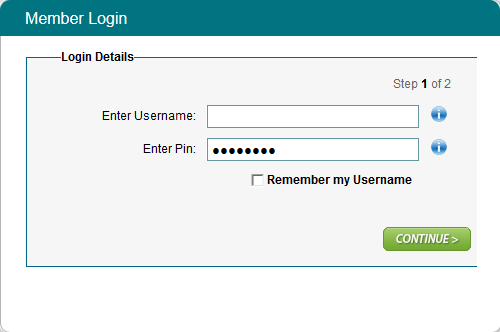 Member Login
Login Details
Step 1 of 2
Enter Username:
Enter Pin:
●●●●●●●●
Remember my Username
CONTINUE >